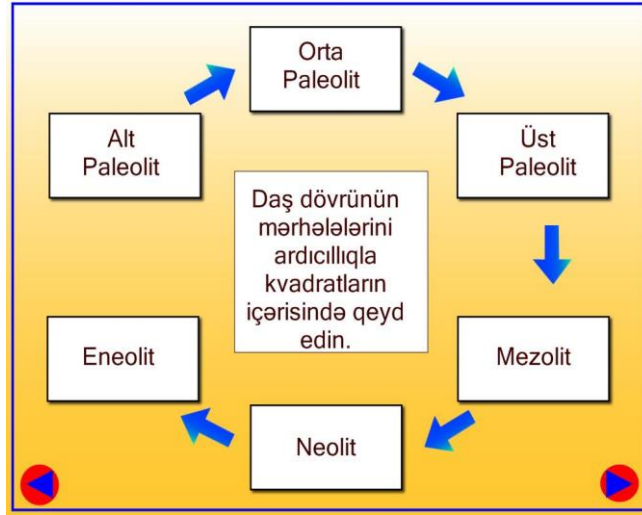 Orta
Paleolit
Alt
Paleolit
Üst
Paleolit
Daş dövrünün
mərhələlərini
ardıcıllıqla
kvadratların
içərisində qeyd
edin.
Eneolit
Mezolit
Neolit